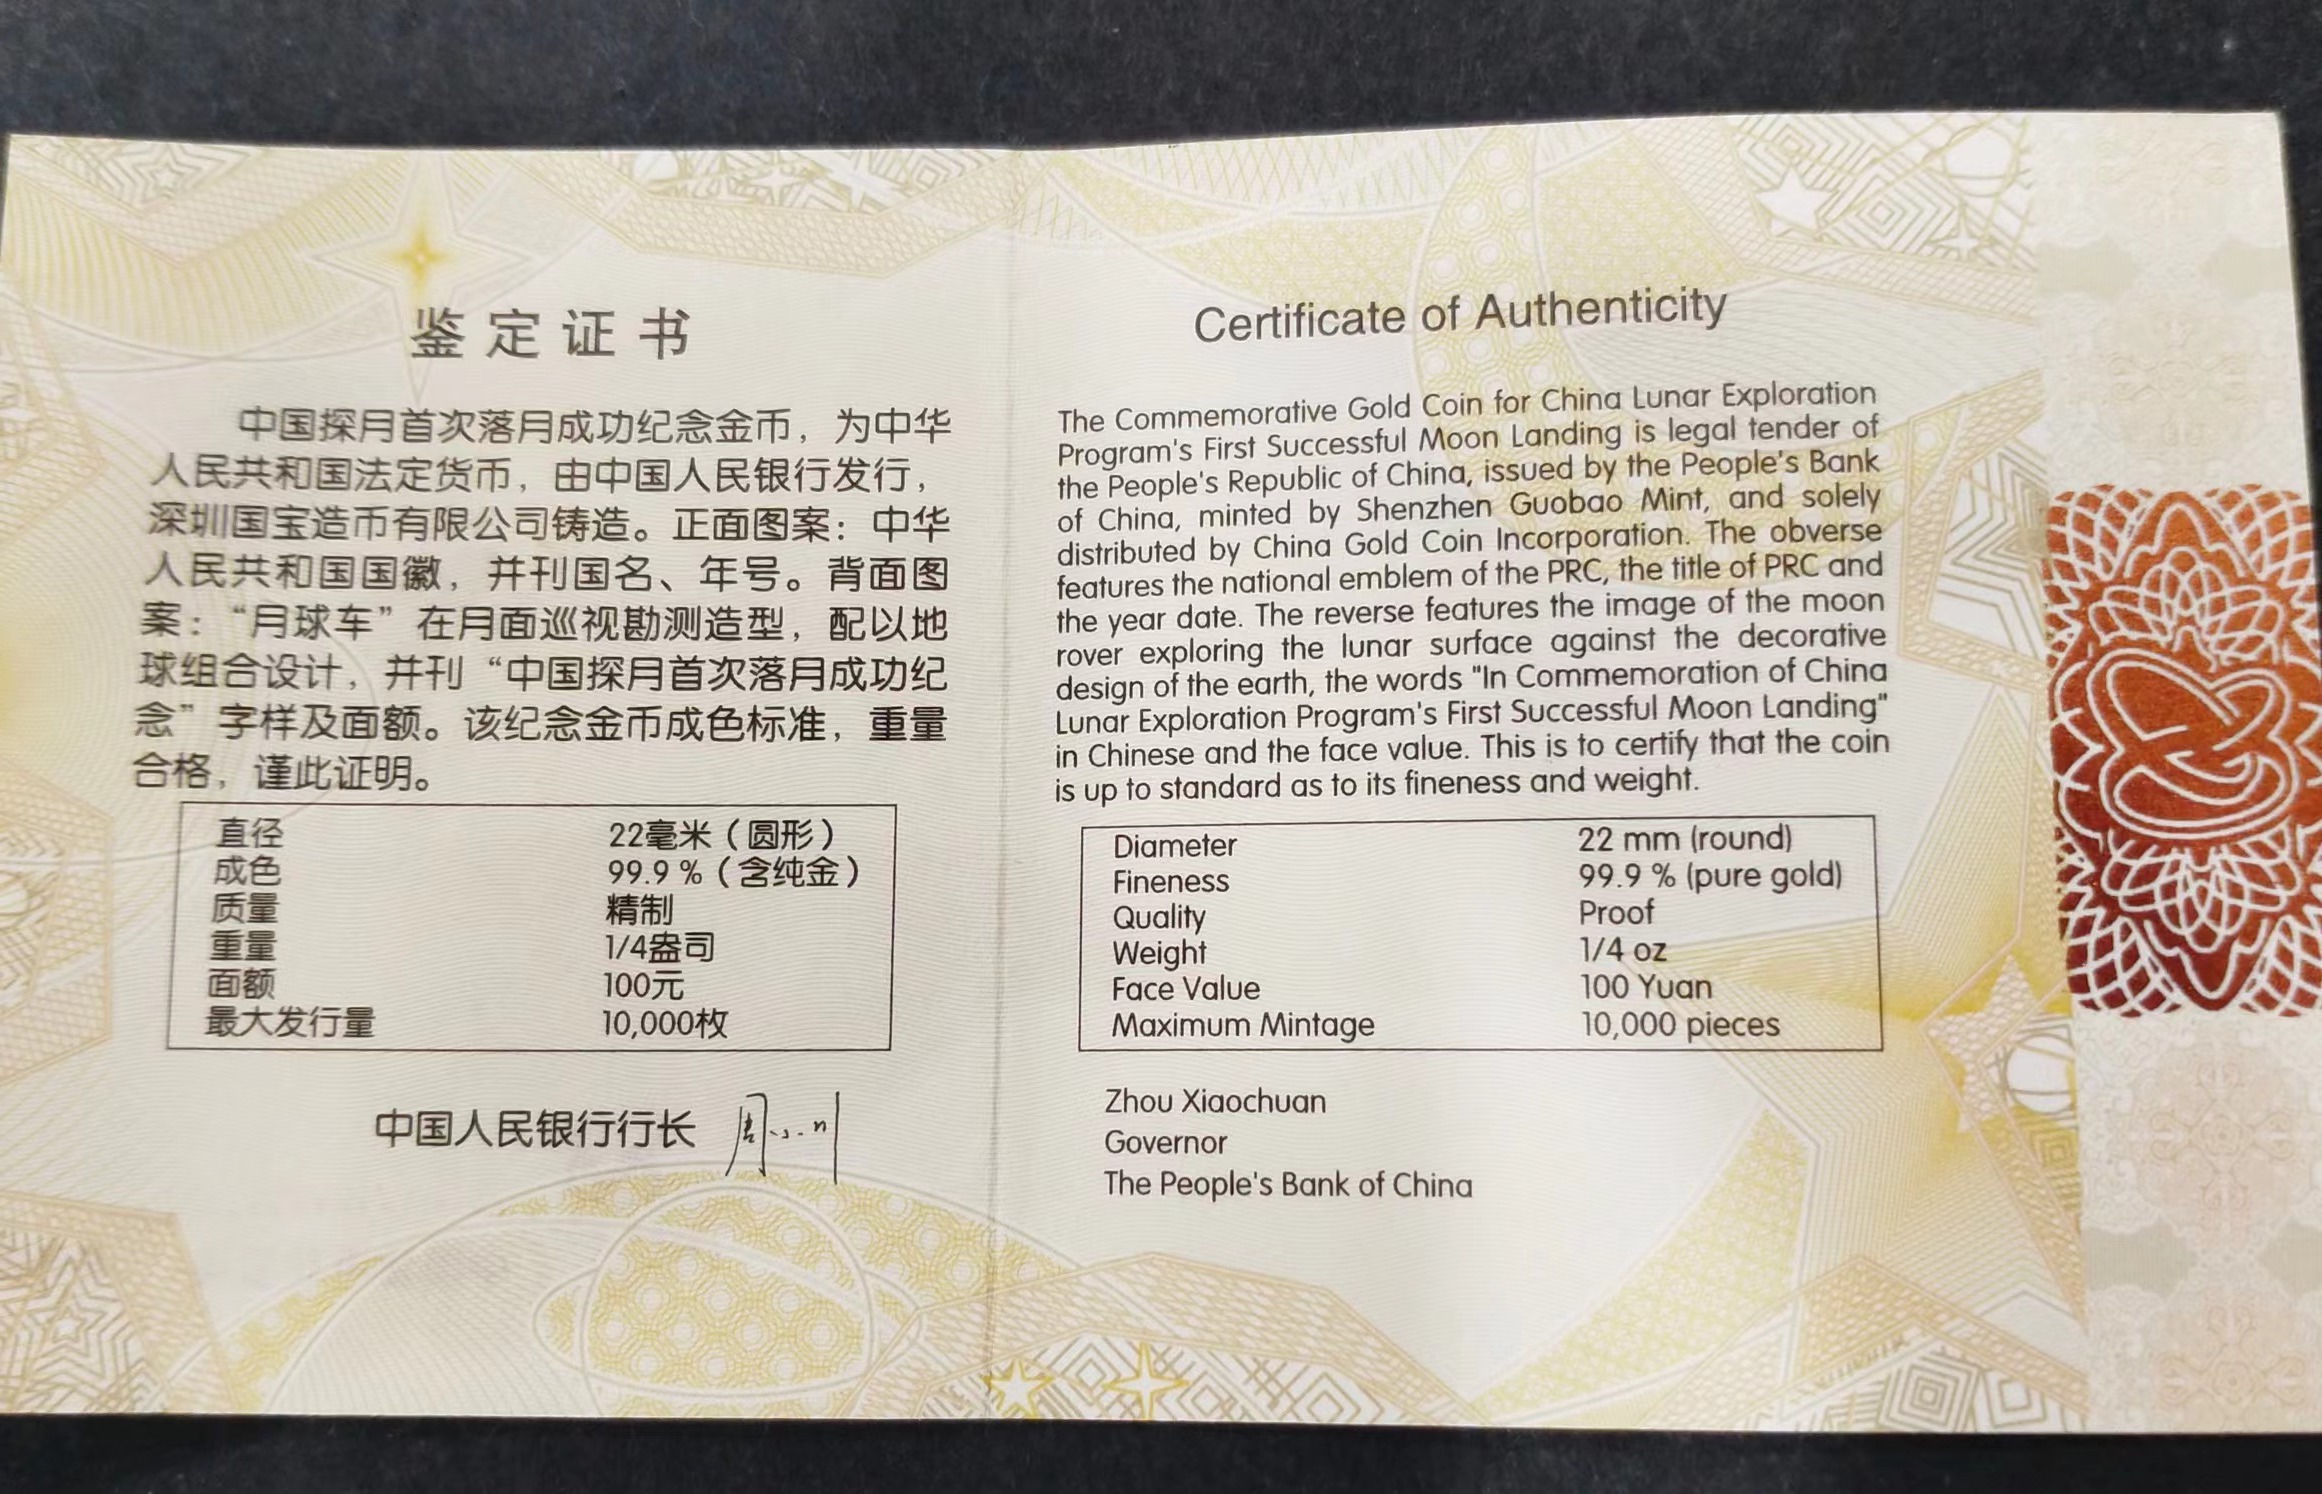 鉴定证书
中国探月首次落月成功纪念金币，为中华
人民共和国法定货币，由中国人民银行发行，
深圳国宝造币有限公司铸造。正面图案：中华
人民共和国国徽，并刊国名、年号。背面图
案：“月球车”在月面巡视勘测造型，配以地
球组合设计，并刊“中国探月首次落月成功纪
念”字样及面额。该纪念金币成色标准，重量
合格，谨此证明。
直径 22毫米（圆形）
成色 99.9 %（含纯金）
质量 精制
重量 1/4盎司
面额 100元
最大发行量 10,000枚
中国人民银行行长 周小川
Certificate of Authenticity
The Commemorative Gold Coin for China Lunar Exploration
Program's First Successful Moon Landing is legal tender of
the People's Republic of China, issued by the People's Bank
of China, minted by Shenzhen Guobao Mint, and solely
distributed by China Gold Coin Incorporation. The obverse
features the national emblem of the PRC, the title of PRC and
the year date. The reverse features the image of the moon
rover exploring the lunar surface against the decorative
design of the earth, the words "In Commemoration of China
Lunar Exploration Program's First Successful Moon Landing"
in Chinese and the face value. This is to certify that the coin
is up to standard as to its fineness and weight.
Diameter 22 mm (round)
Fineness 99.9 % (pure gold)
Quality Proof
Weight 1/4 oz
Face Value 100 Yuan
Maximum Mintage 10,000 pieces
Zhou Xiaochuan
Governor
The People's Bank of China